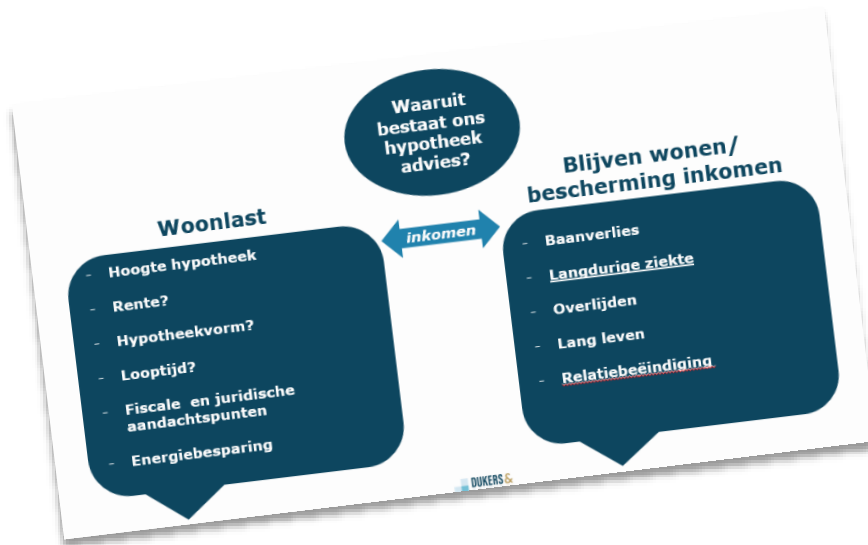 Waaruit
bestaat ons
hypotheek
advies?
Woonlast
- Hoogte hypotheek
- Rente?
- Hypotheekvorm?
- Looptijd?
- Fiscale en juridische
aandachtspunten
- Energiebesparing
inkomen
Blijven wonen/
bescherming inkomen
- Baanverlies
- Langdurige ziekte
- Overlijden
- Lang leven
- Relatiebeëindiging
DUKERS&